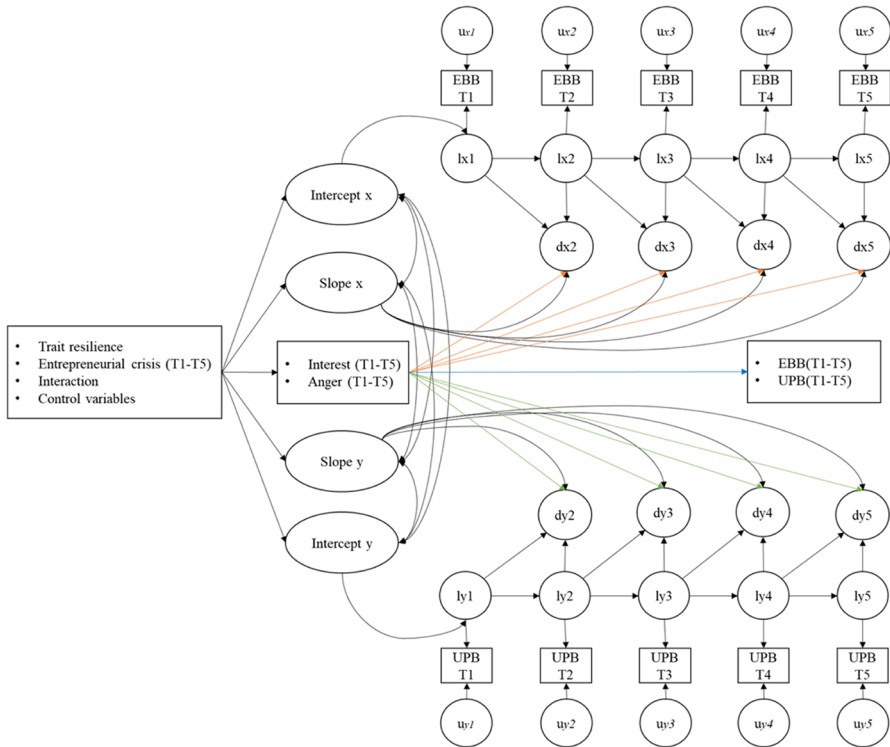 ux1 ux2 ux3 ux4 ux5
EBB T1 EBB T2 EBB T3 EBB T4 EBB T5
lx1 lx2 lx3 lx4 lx5
Intercept x
dx2 dx3 dx4 dx5
Slope x
• Trait resilience
• Entrepreneurial crisis (T1-T5)
• Interaction
• Control variables
• Interest (T1-T5)
• Anger (T1-T5)
• EBB(T1-T5)
• UPB(T1-T5)
Slope y
dy2 dy3 dy4 dy5
Intercept y
ly1 ly2 ly3 ly4 ly5
UPB T1 UPB T2 UPB T3 UPB T4 UPB T5
uy1 uy2 uy3 uy4 uy5